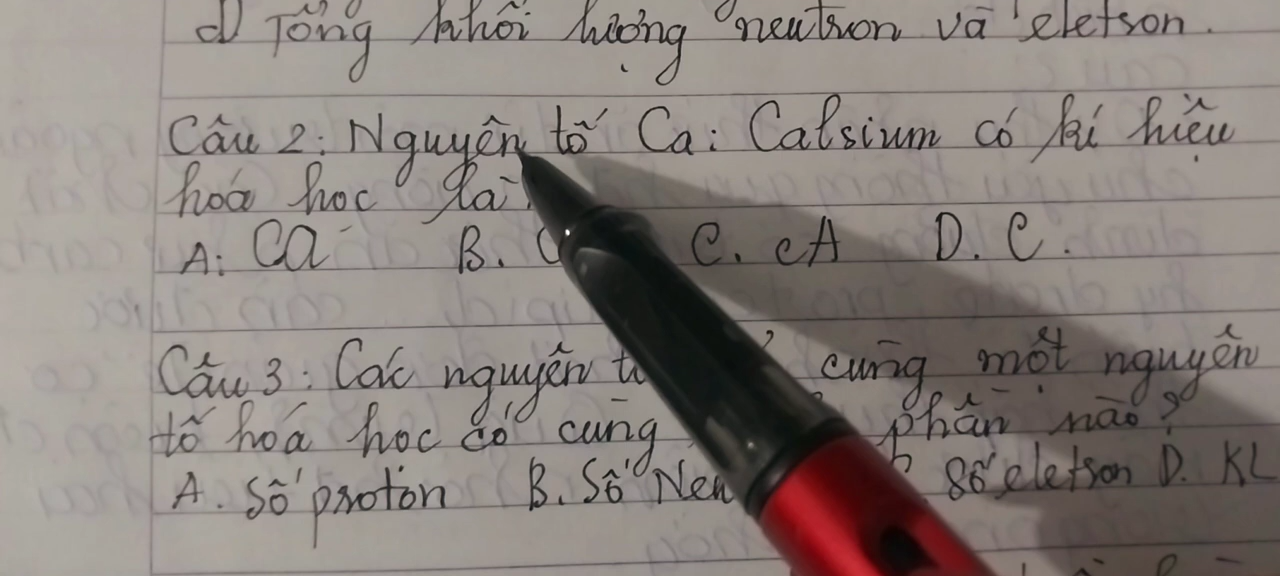 d) Tổng khối lượng neutron và eletson.
Câu 2: Nguyên tố Ca: Calsium có kí hiệu
hoá học là
A: Ca B. C. cA D. C.
Câu 3: Các nguyên cùng một nguyên
tố hóa học có cùng phần nào?
A. Số proton B. Số Số eletson D. KL